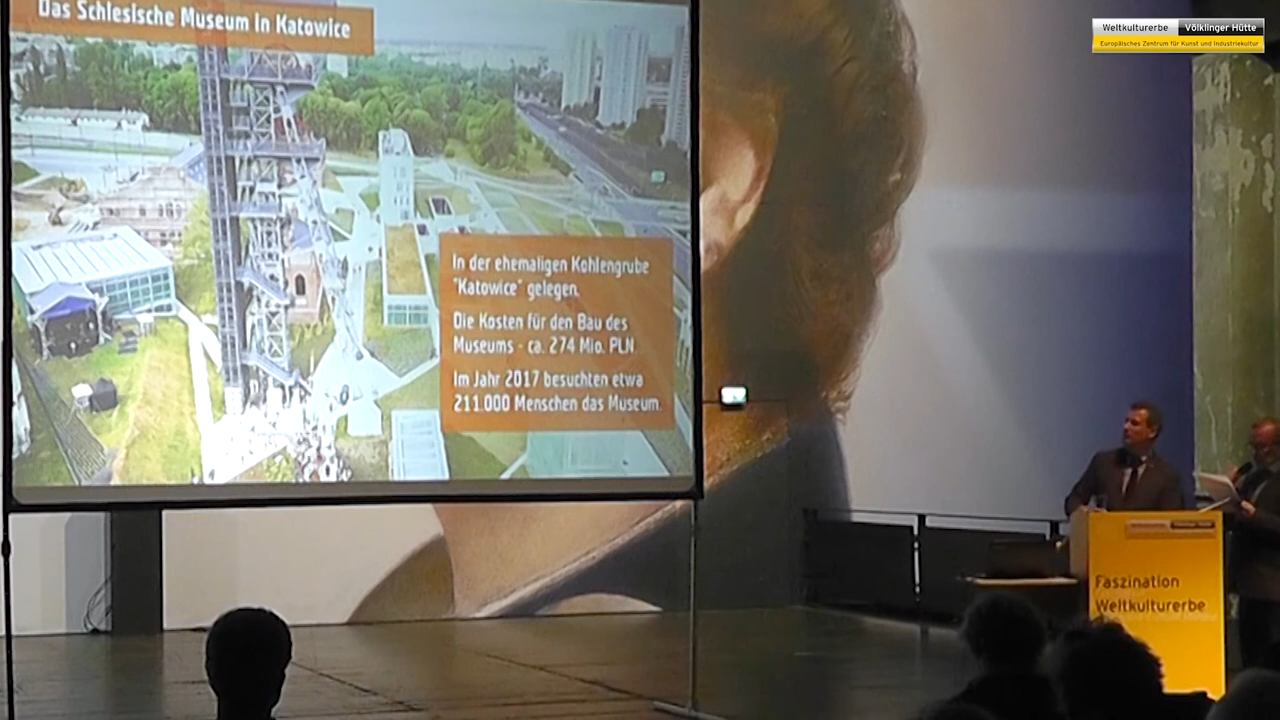 Das Schlesische Museum in Katowice
Weltkulturerbe Völklinger Hütte
Europäisches Zentrum für Kunst und Industriekultur
In der ehemaligen Kohlengrube
"Katowice" gelegen.
Die Kosten für den Bau des
Museums - ca. 274 Mio. PLN.
Im Jahr 2017 besuchten etwa
211.000 Menschen das Museum.
Faszination
Weltkulturerbe